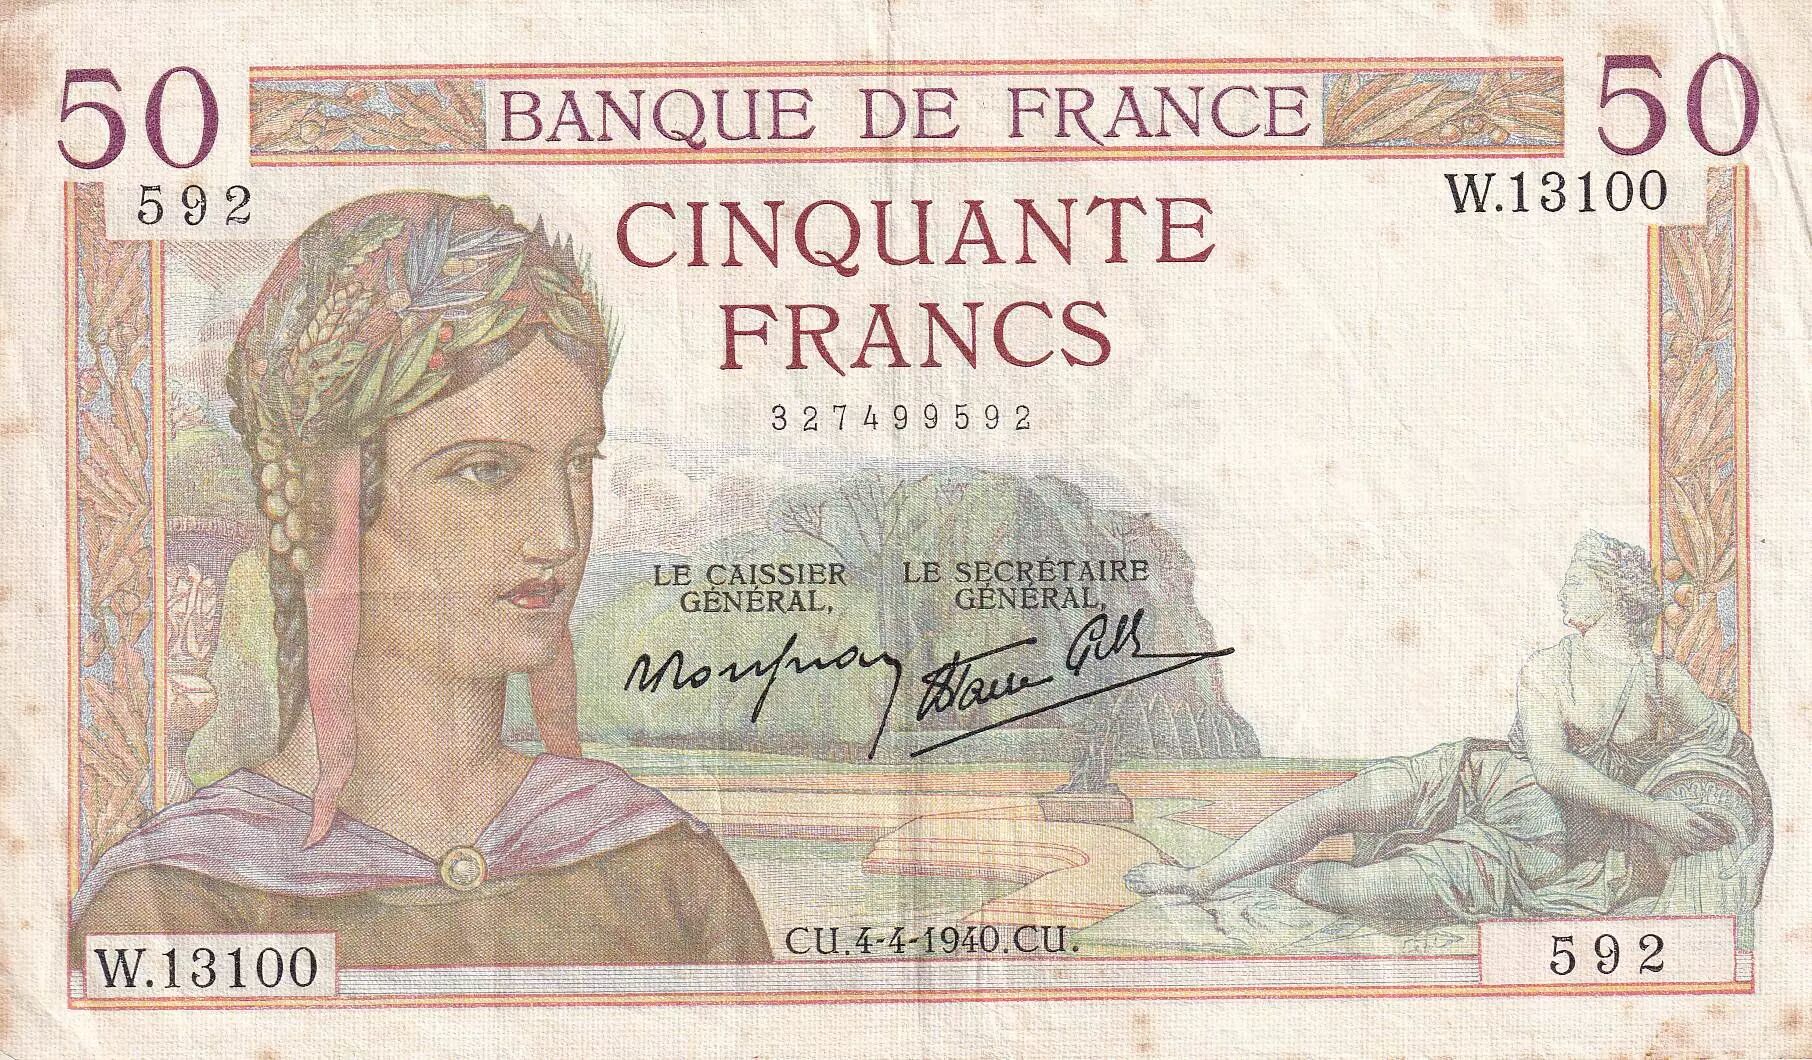 50 BANQUE DE FRANCE 50
592 W.13100
CINQUANTE
FRANCS
327499592
LE CAISSIER LE SECRÉTAIRE
GÉNÉRAL, GÉNÉRAL,
CU.4-4-1940.CU.
W.13100 592